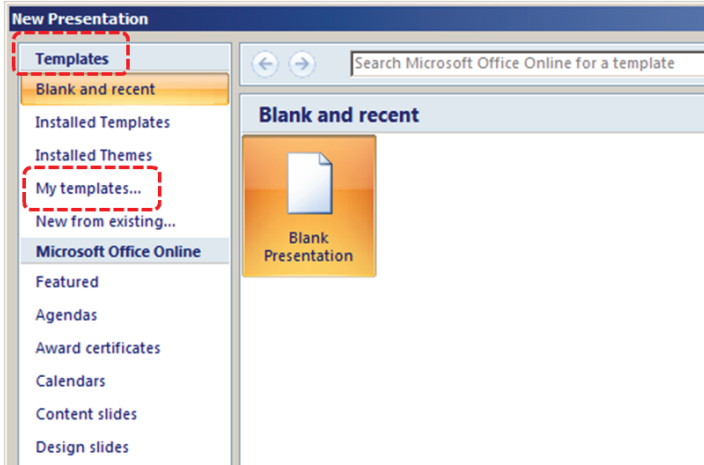 New Presentation
Templates
Blank and recent
Installed Templates
Installed Themes
My templates...
New from existing...
Microsoft Office Online
Featured
Agendas
Award certificates
Calendars
Content slides
Design slides
Search Microsoft Office Online for a template
Blank and recent
Blank
Presentation